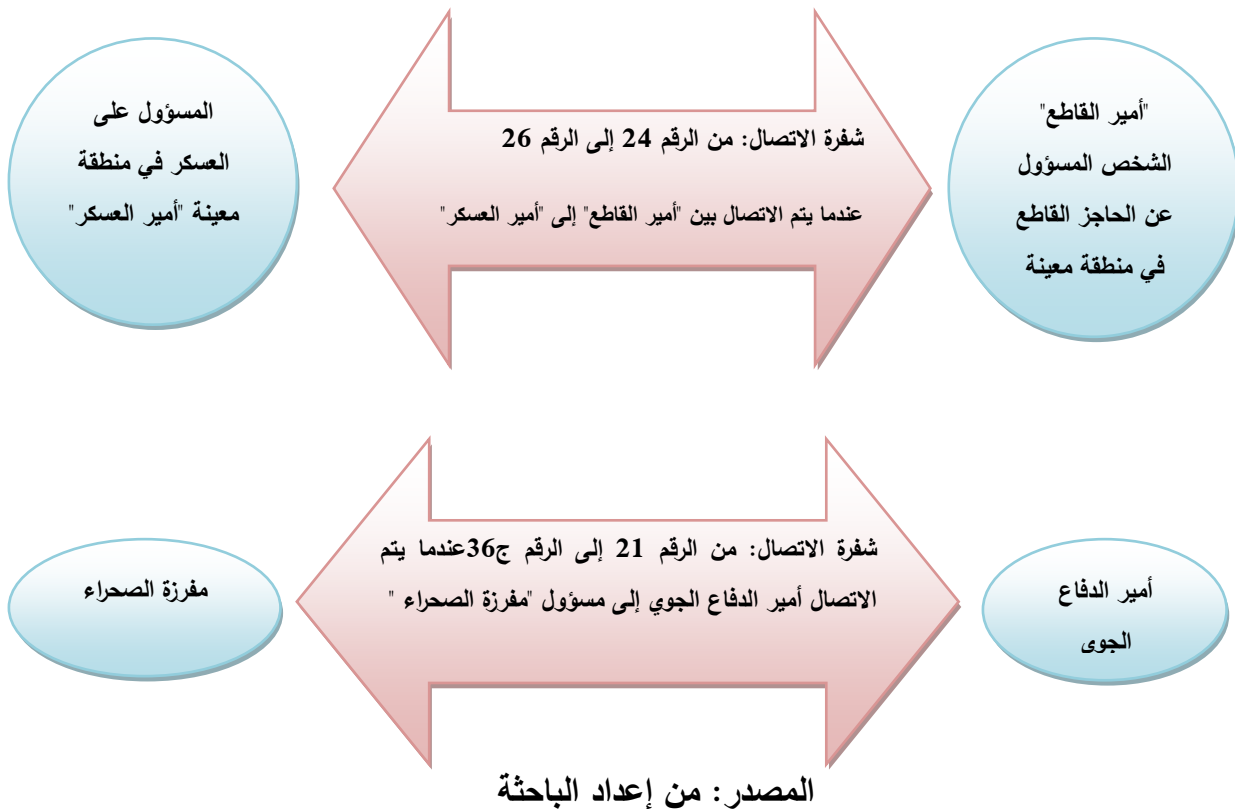 "أمير القاطع"
الشخص المسؤول
عن الحاجز القاطع
في منطقة معينة
شفرة الاتصال: من الرقم 24 إلى الرقم 26
عندما يتم الاتصال بين "أمير القاطع" إلى "أمير العسكر"
المسؤول على
العسكر في منطقة
معينة "أمير العسكر"
أمير الدفاع
الجوى
شفرة الاتصال: من الرقم 21 إلى الرقم ج36عندما يتم
الاتصال أمير الدفاع الجوي إلى مسؤول "مفرزة الصحراء "
مفرزة الصحراء
المصدر: من إعداد الباحثة